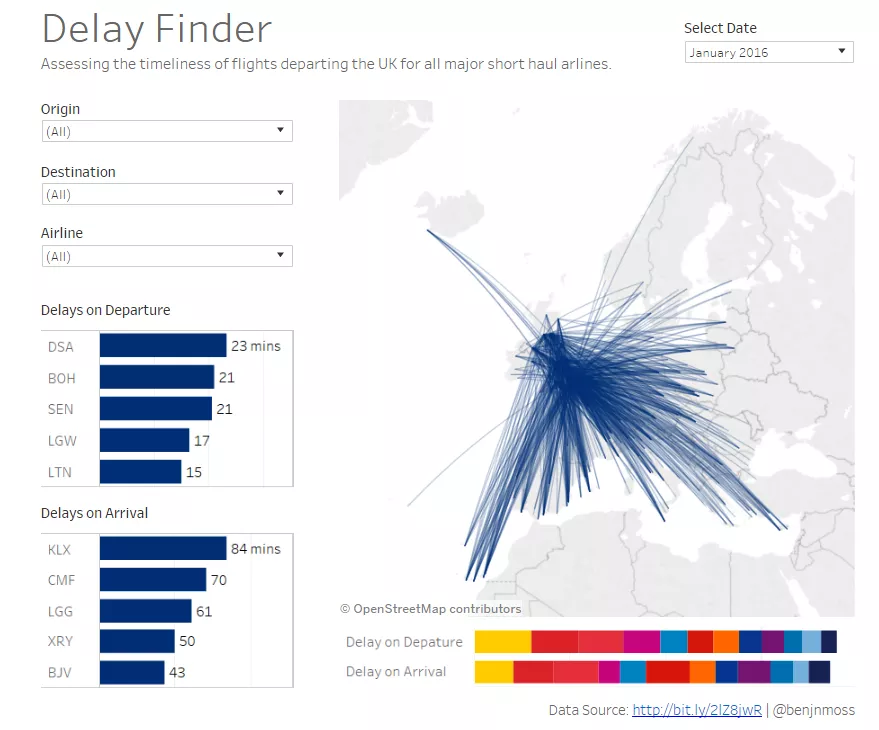 Delay Finder
Assessing the timeliness of flights departing the UK for all major short haul arlines.
Select Date
January 2016
Origin
(All)
Destination
(All)
Airline
(All)
Delays on Departure
DSA 23 mins
BOH 21
SEN 21
LGW 17
LTN 15
Delays on Arrival
KLX 84 mins
CMF 70
LGG 61
XRY 50
BJV 43
© OpenStreetMap contributors
Delay on Depature
Delay on Arrival
Data Source: http://bit.ly/2lZ8jwR | @benjnmoss